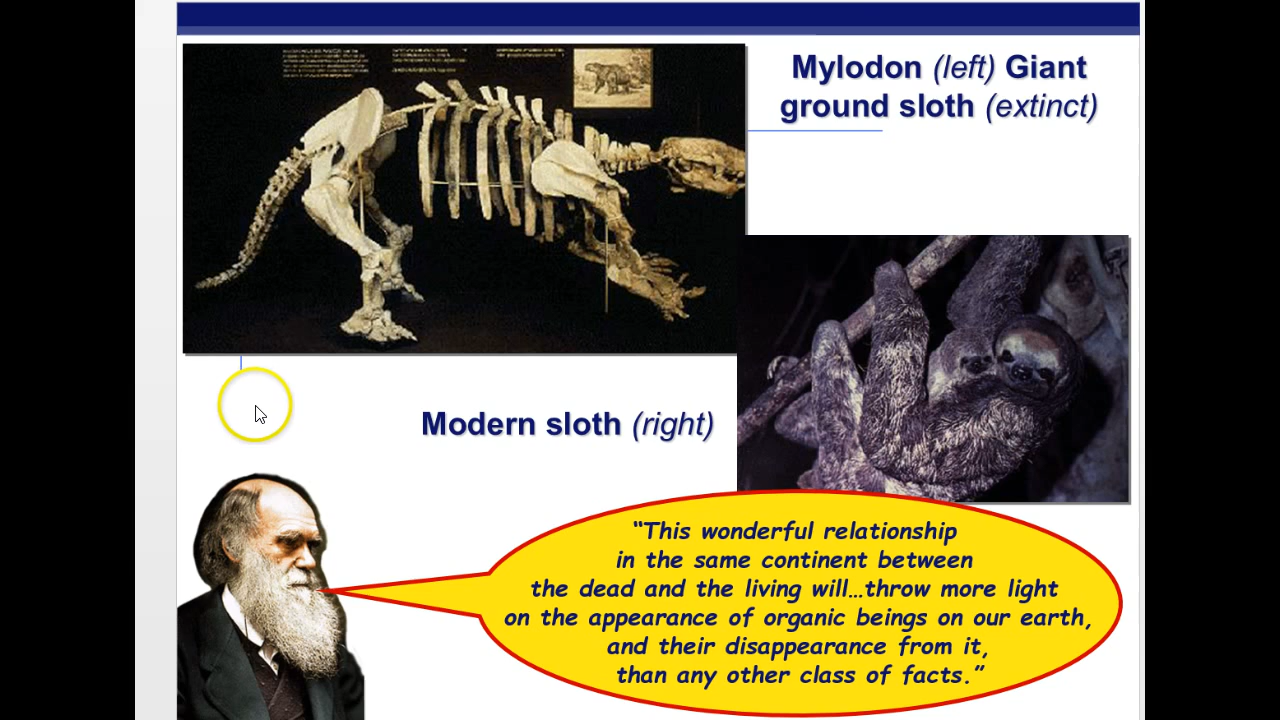 Mylodon (left) Giant
ground sloth (extinct)
Modern sloth (right)
“This wonderful relationship
in the same continent between
the dead and the living will…throw more light
on the appearance of organic beings on our earth,
and their disappearance from it,
than any other class of facts.”